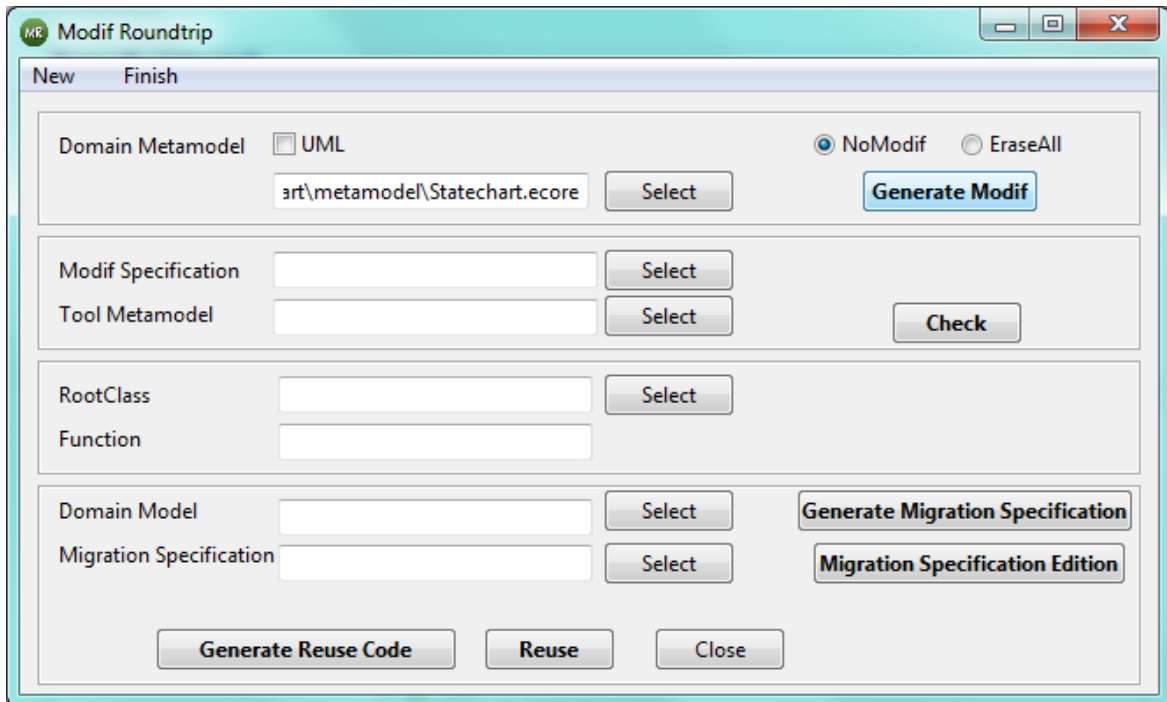 MR Modif Roundtrip
New Finish
Domain Metamodel UML NoModif EraseAll
art\metamodel\Statechart.ecore Select Generate Modif
Modif Specification Select
Tool Metamodel Select Check
RootClass Select
Function
Domain Model Select Generate Migration Specification
Migration Specification Select Migration Specification Edition
Generate Reuse Code Reuse Close